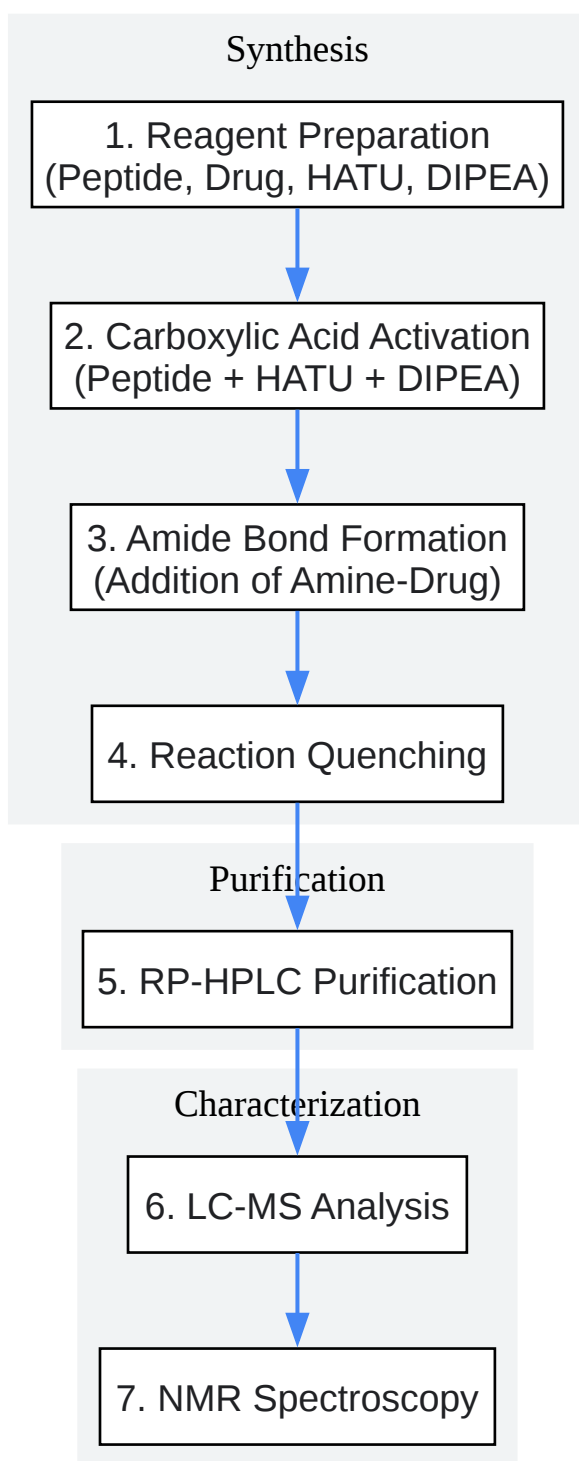 Synthesis
1. Reagent Preparation
(Peptide, Drug, HATU, DIPEA)
2. Carboxylic Acid Activation
(Peptide + HATU + DIPEA)
3. Amide Bond Formation
(Addition of Amine-Drug)
4. Reaction Quenching
Purification
5. RP-HPLC Purification
Characterization
6. LC-MS Analysis
7. NMR Spectroscopy